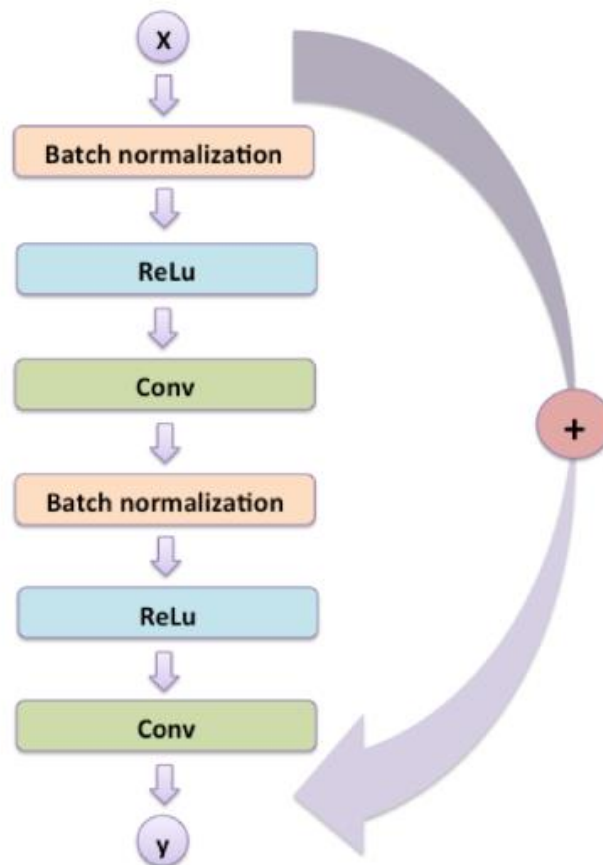 x
Batch normalization
ReLu
Conv
+
Batch normalization
ReLu
Conv
y